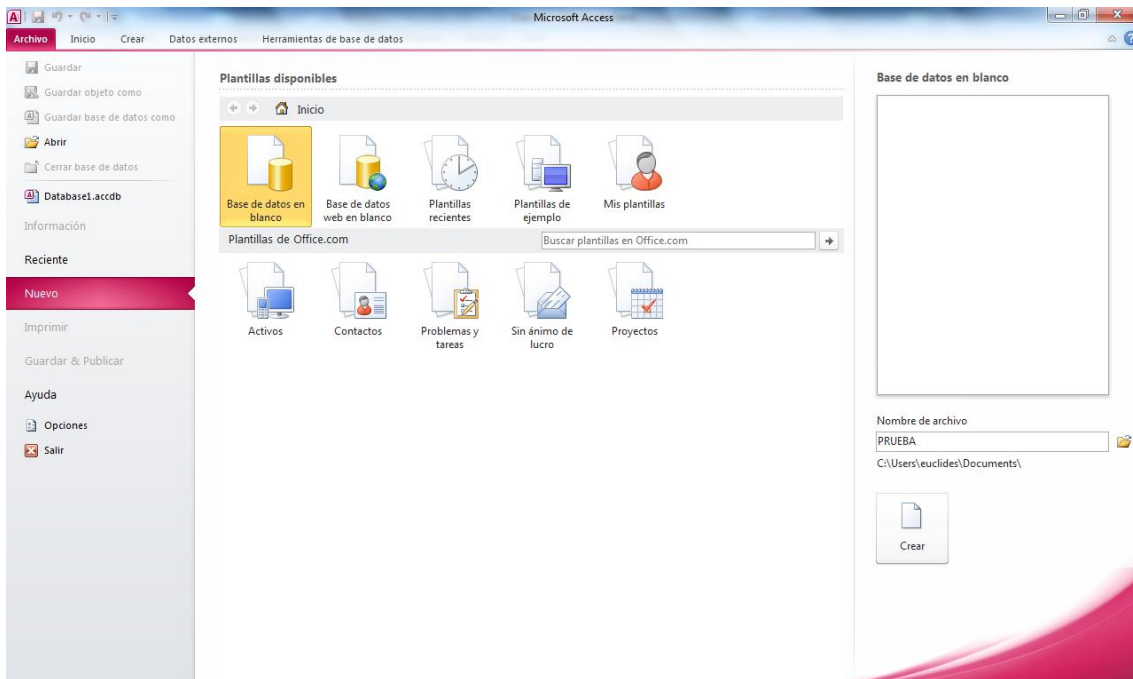 Microsoft Access
Archivo Inicio Crear Datos externos Herramientas de base de datos
Guardar
Guardar objeto como
Guardar base de datos como
Abrir
Cerrar base de datos
Database1.accdb
Información
Reciente
Nuevo
Imprimir
Guardar & Publicar
Ayuda
Opciones
Salir
Plantillas disponibles
Inicio
Base de datos en
blanco
Base de datos
web en blanco
Plantillas
recientes
Plantillas de
ejemplo
Mis plantillas
Plantillas de Office.com
Buscar plantillas en Office.com
Activos
Contactos
Problemas y
tareas
Sin ánimo de
lucro
Proyectos
Base de datos en blanco
Nombre de archivo
PRUEBA
C:\Users\euclides\Documents\
Crear